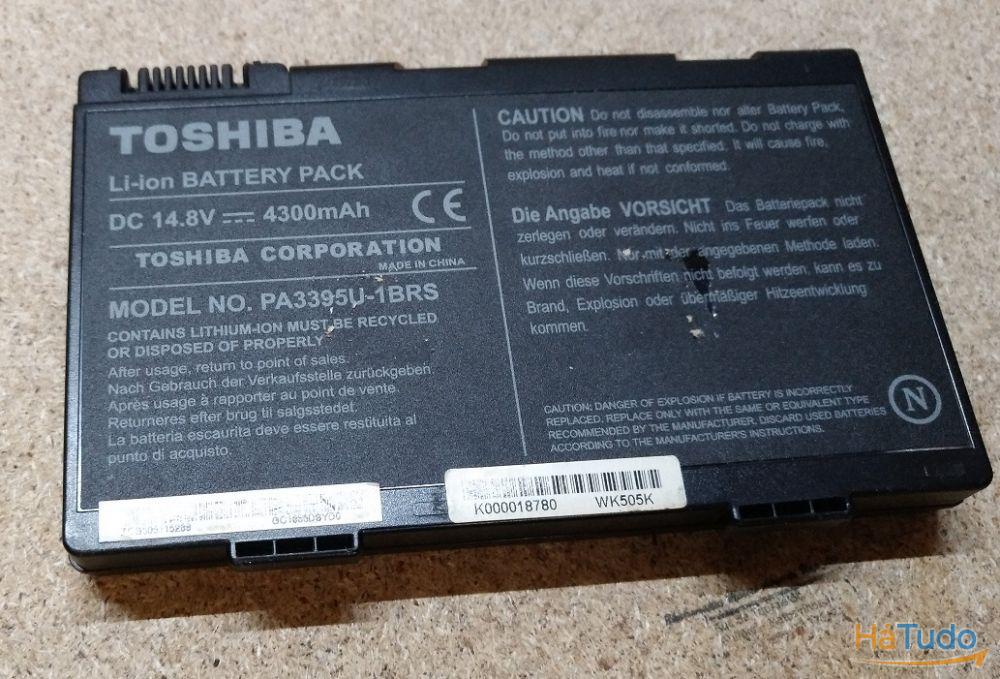 TOSHIBA
Li-ion BATTERY PACK
DC 14.8V 4300mAh
CE
TOSHIBA CORPORATION
MADE IN CHINA
MODEL NO. PA3395U-1BRS
CONTAINS LITHIUM-ION MUST BE RECYCLED
OR DISPOSED OF PROPERLY
After usage, return to point of sales.
Nach Gebrauch der Verkaufsstelle zurückgeben.
Après usage à rapporter au point de vente.
Returneres efter brug til salgsstedet.
La batteria escaurita deve essere restituita al
punto di acquisto.
CAUTION Do not disassemble nor alter Battery Pack,
Do not put into fire nor make it shorted. Do not charge with
the method other than that specified. It will cause fire,
explosion and heat if not conformed.
Die Angabe VORSICHT Das Batteriepack nicht
zerlegen oder verändern. Nicht ins Feuer werfen oder
kurzschließen. Nur mit der angegebenen Methode laden.
Wenn diese Vorschriften nicht befolgt werden, kann es zu
Brand, Explosion oder übermäßiger Hitzeentwicklung
kommen.
CAUTION: DANGER OF EXPLOSION IF BATTERY IS INCORRECTLY
REPLACED, REPLACE ONLY WITH THE SAME OR EQUIVALENT TYPE
RECOMMENDED BY THE MANUFACTURER, DISCARD USED BATTERIES
ACCORDING TO THE MANUFACTURER'S INSTRUCTIONS.
N
K000018780 WK505K
HáTudo